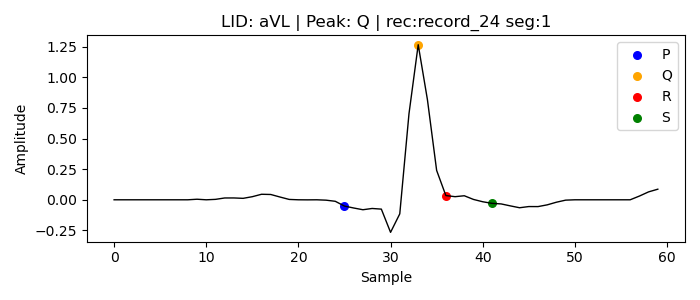 LID: aVL | Peak: Q | rec:record_24 seg:1
1.25
1.00
0.75
0.50
0.25
0.00
−0.25
Amplitude
P
Q
R
S
0 10 20 30 40 50 60
Sample